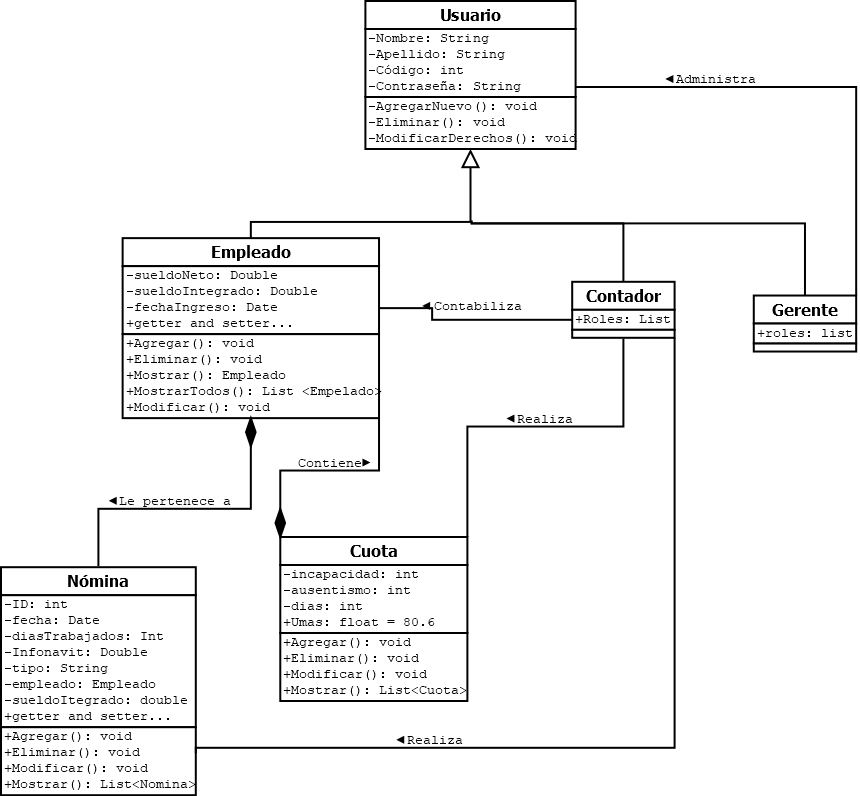 Usuario
-Nombre: String
-Apellido: String
-Código: int
-Contraseña: String
-AgregarNuevo(): void
-Eliminar(): void
-ModificarDerechos(): void
Administra
Empleado
-sueldoNeto: Double
-sueldoIntegrado: Double
-fechaIngreso: Date
+getter and setter...
+Agregar(): void
+Eliminar(): void
+Mostrar(): Empleado
+MostrarTodos(): List <Empelado>
+Modificar(): void
Contabiliza
Contador
+Roles: List
Gerente
+roles: list
Realiza
Contiene
Le pertenece a
Cuota
-incapacidad: int
-ausentismo: int
-dias: int
+Umas: float = 80.6
+Agregar(): void
+Eliminar(): void
+Modificar(): void
+Mostrar(): List<Cuota>
Nómina
-ID: int
-fecha: Date
-diasTrabajados: Int
-Infonavit: Double
-tipo: String
-empleado: Empleado
-sueldoItegrado: double
+getter and setter...
+Agregar(): void
+Eliminar(): void
+Modificar(): void
+Mostrar(): List<Nomina>
Realiza